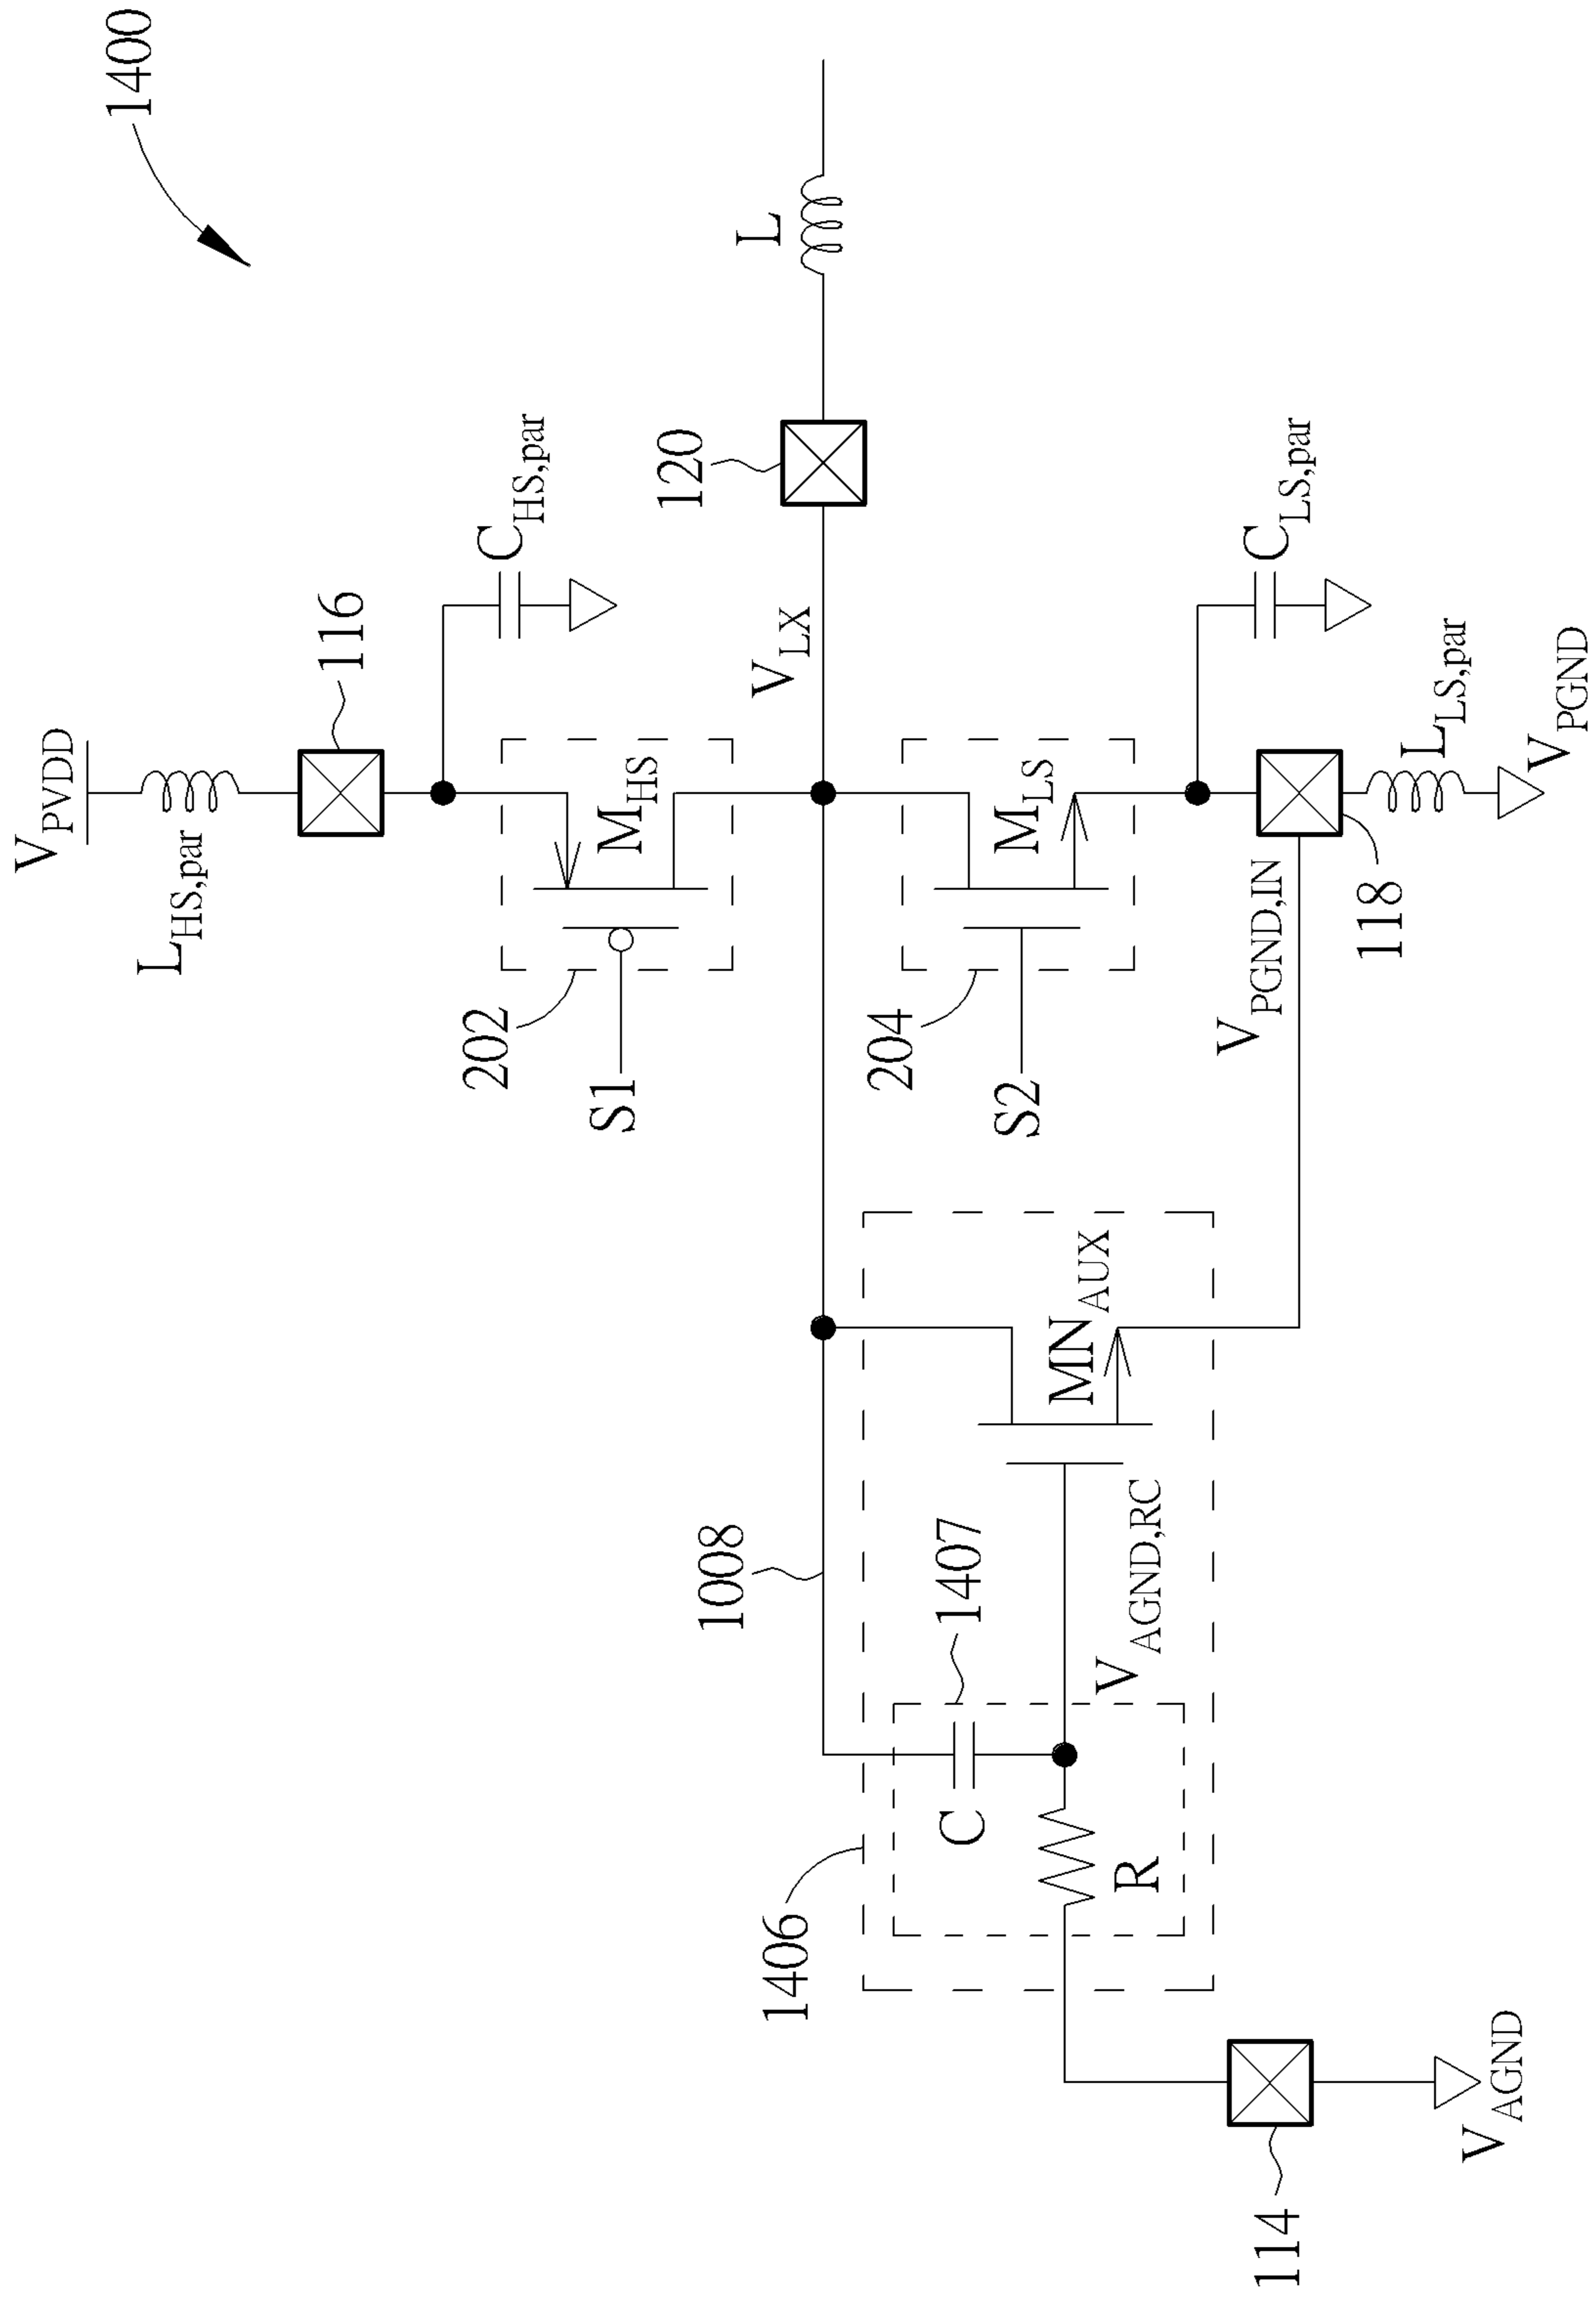 1400
V_PVDD
L_HS,par
116
C_HS,par
202
M_HS
S1
L
120
V_LX
1008
204
M_LS
S2
C_LS,par
V_PGND,IN
118
L_LS,par
V_PGND
1406
1407
C
R
MN_AUX
V_AGND,RC
114
V_AGND